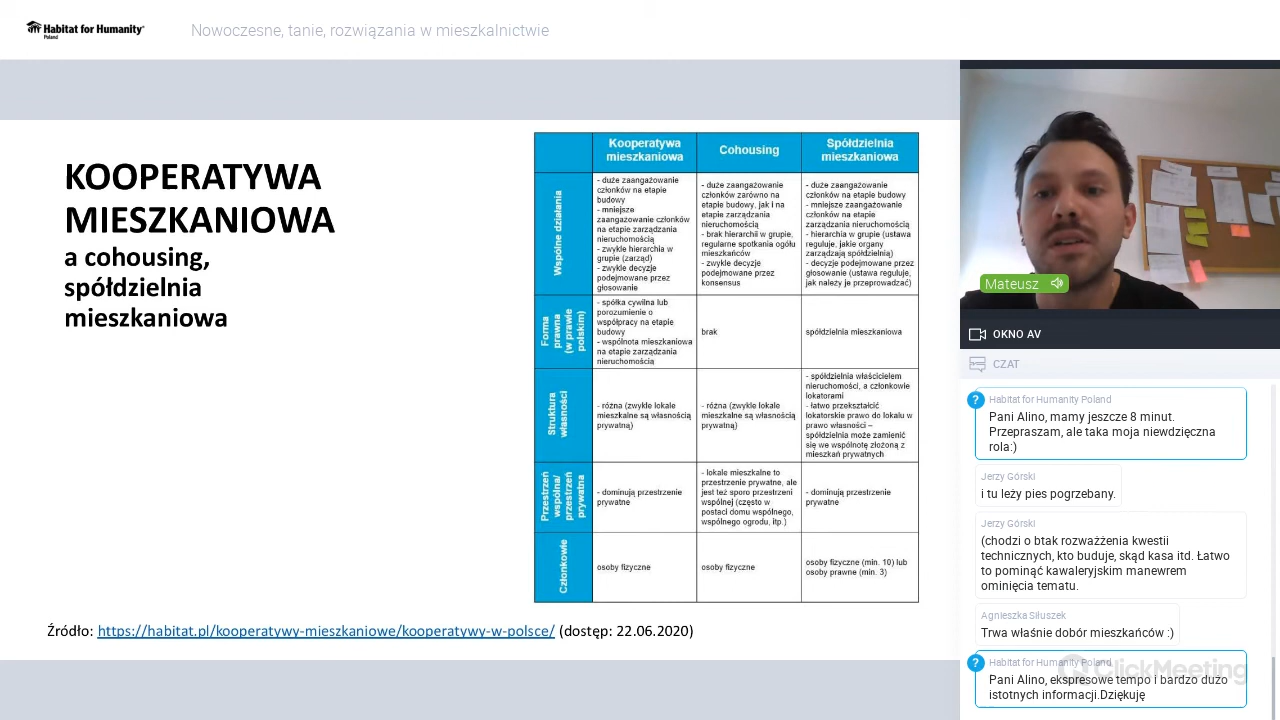 Habitat for Humanity®
Poland
Nowoczesne, tanie, rozwiązania w mieszkalnictwie
KOOPERATYWA
MIESZKANIOWA
a cohousing,
spółdzielnia
mieszkaniowa
Kooperatywa
mieszkaniowa
Cohousing
Spółdzielnia
mieszkaniowa
Wspólne działania
- duże zaangażowanie
członków na etapie
budowy
- mniejsze
zaangażowanie członków
na etapie zarządzania
nieruchomością
- zwykle hierarchia w
grupie (zarząd)
- zwykle decyzje
podejmowane przez
głosowanie
- duże zaangażowanie
członków zarówno na
etapie budowy, jak i na
etapie zarządzania
nieruchomością
- brak hierarchii w grupie,
regularne spotkania ogółu
mieszkańców
- zwykle decyzje
podejmowane przez
konsensus
- duże zaangażowanie
członków na etapie budowy
- mniejsze zaangażowanie
członków na etapie
zarządzania nieruchomością
- hierarchia w grupie (ustawa
reguluje, jakie organy
zarządzają spółdzielnią)
- decyzje podejmowane przez
głosowanie (ustawa reguluje,
jak należy je przeprowadzać)
Forma
prawna
(w prawie
polskim)
- spółka cywilna lub
porozumienie o
współpracy na etapie
budowy
- wspólnota mieszkaniowa
na etapie zarządzania
nieruchomością
brak
spółdzielnia mieszkaniowa
Struktura
własności
- różna (zwykle lokale
mieszkalne są własnością
prywatną)
- różna (zwykle lokale
mieszkalne są własnością
prywatną)
- spółdzielnia właścicielem
nieruchomości, a członkowie
lokatorami
- łatwo przekształcić
lokatorskie prawo do lokalu w
prawo własności –
spółdzielnia może zamienić
się we wspólnotę złożoną z
mieszkań prywatnych
Przestrzeń
wspólna/
przestrzeń
prywatna
- dominują przestrzenie
prywatne
- lokale mieszkalne to
przestrzenie prywatne, ale
jest też sporo przestrzeni
wspólnej (często w
postaci domu wspólnego,
wspólnego ogrodu, itp.)
- dominują przestrzenie
prywatne
Członkowie
osoby fizyczne
osoby fizyczne
osoby fizyczne (min. 10) lub
osoby prawne (min. 3)
Źródło: https://habitat.pl/kooperatywy-mieszkaniowe/kooperatywy-w-polsce/ (dostęp: 22.06.2020)
Mateusz
OKNO AV
CZAT
Habitat for Humanity Poland
Pani Alino, mamy jeszcze 8 minut.
Przepraszam, ale taka moja niewdzięczna
rola:)
Jerzy Górski
i tu leży pies pogrzebany.
Jerzy Górski
(chodzi o btak rozważżenia kwestii
technicznych, kto buduje, skąd kasa itd. Łatwo
to pominąć kawaleryjskim manewrem
ominięcia tematu.
Agnieszka Siłuszek
Trwa właśnie dobór mieszkańców :)
Habitat for Humanity Poland
ClickMeeting
Pani Alino, ekspresowe tempo i bardzo dużo
istotnych informacji.Dziękuję